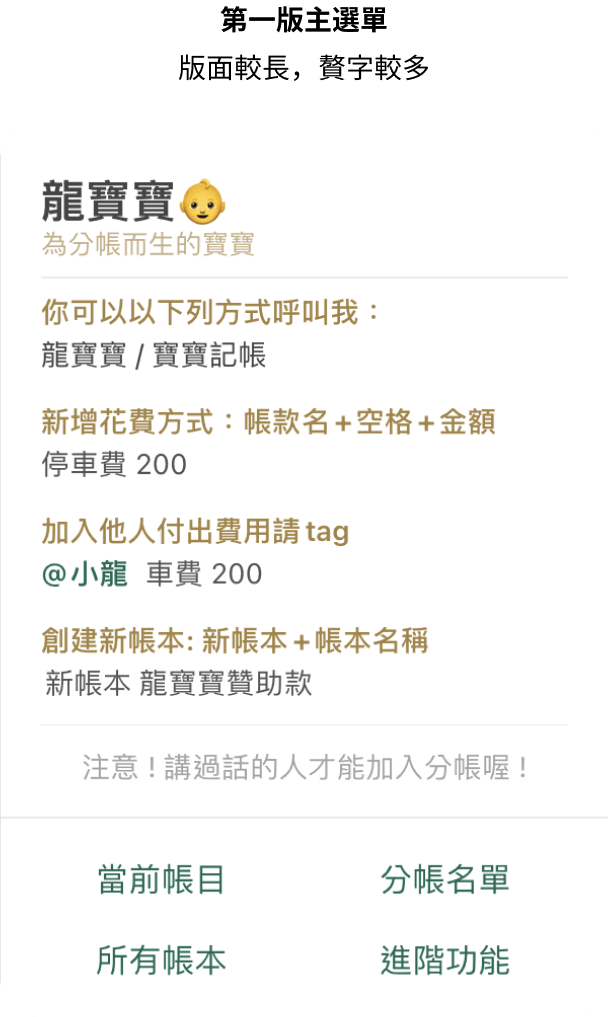 第一版主選單
版面較長，贅字較多
龍寶寶👶
為分帳而生的寶寶
你可以以下列方式呼叫我：
龍寶寶 / 寶寶記帳
新增花費方式：帳款名+空格+金額
停車費 200
加入他人付出費用請 tag
@小龍 車費 200
創建新帳本: 新帳本+帳本名稱
新帳本 龍寶寶贊助款
注意！講過話的人才能加入分帳喔！
當前帳目
分帳名單
所有帳本
進階功能